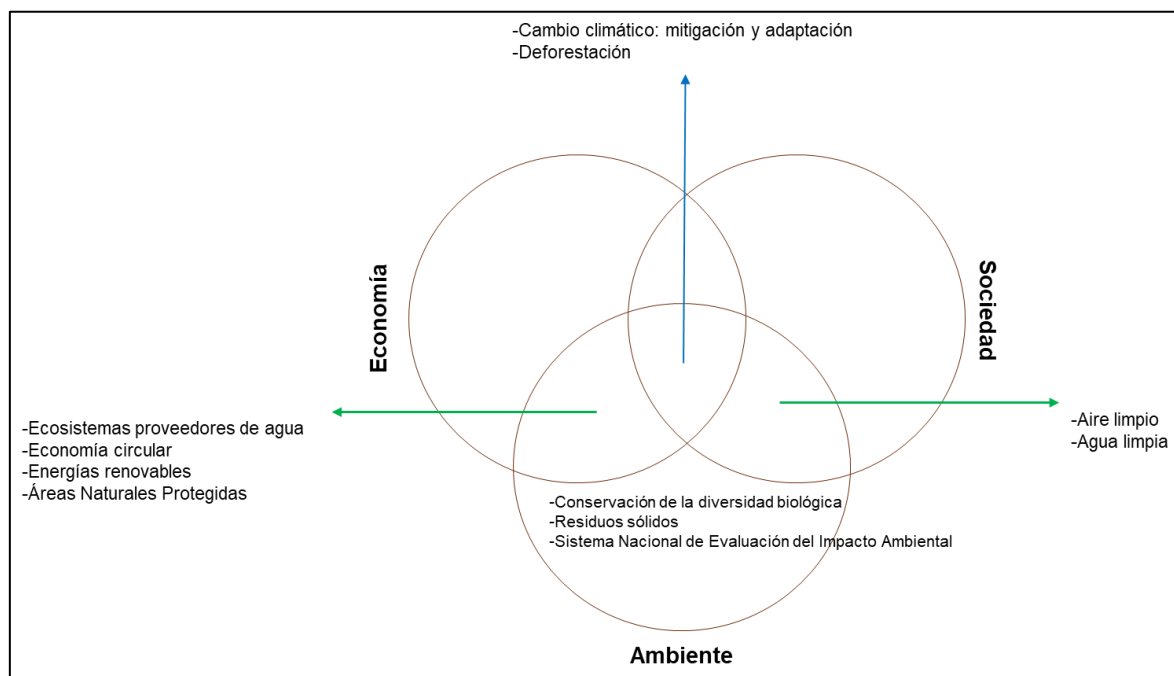 -Cambio climático: mitigación y adaptación
-Deforestación
Economía
Sociedad
-Ecosistemas proveedores de agua
-Economía circular
-Energías renovables
-Áreas Naturales Protegidas
-Aire limpio
-Agua limpia
-Conservación de la diversidad biológica
-Residuos sólidos
-Sistema Nacional de Evaluación del Impacto Ambiental
Ambiente